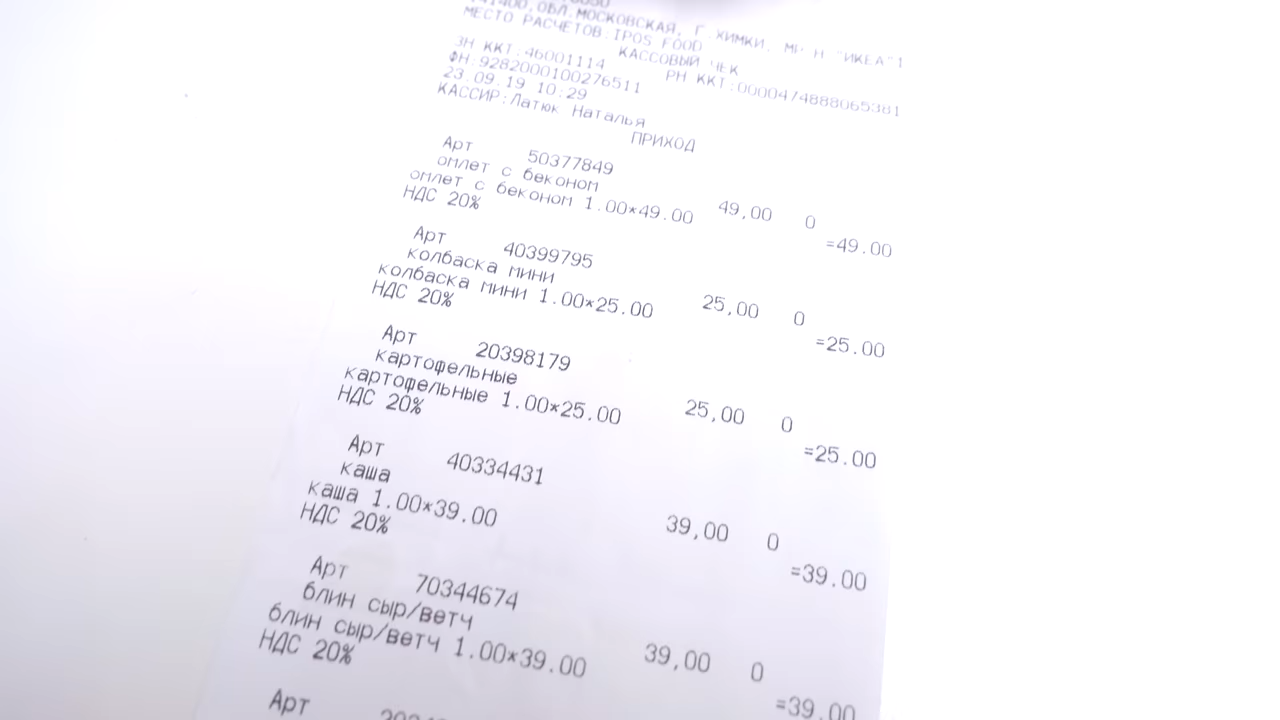 141400, ОБЛ.МОСКОВСКАЯ, Г.ХИМКИ, МКР-Н "ИКЕА"1
МЕСТО РАСЧЕТОВ:IPOS FOOD
КАССОВЫЙ ЧЕК
ЗН ККТ:46001114 РН ККТ:0000474888065381
ФН:9282000100276511
23.09.19 10:29
КАССИР:Латюк Наталья
ПРИХОД
Арт 50377849
омлет с беконом 49,00 0
омлет с беконом 1.00*49.00 =49.00
НДС 20%
Арт 40399795
колбаска мини 25,00 0
колбаска мини 1.00*25.00 =25.00
НДС 20%
Арт 20398179
картофельные 25,00 0
картофельные 1.00*25.00 =25.00
НДС 20%
Арт 40334431
каша 39,00 0
каша 1.00*39.00 =39.00
НДС 20%
Арт 70344674
блин сыр/ветч 39,00 0
блин сыр/ветч 1.00*39.00 =39.00
НДС 20%
Арт